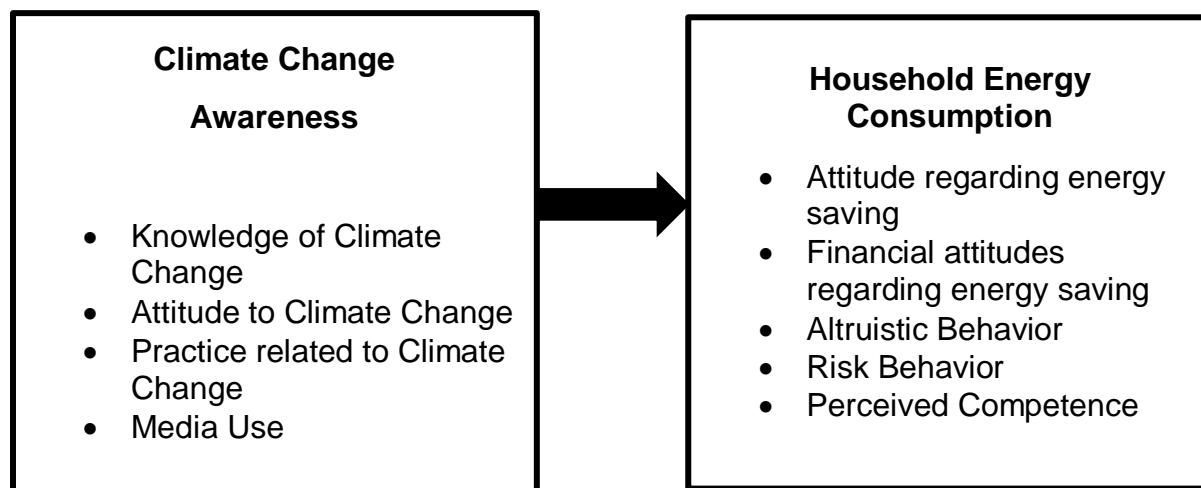 Climate Change
Awareness
• Knowledge of Climate
Change
• Attitude to Climate Change
• Practice related to Climate
Change
• Media Use
Household Energy
Consumption
• Attitude regarding energy
saving
• Financial attitudes
regarding energy saving
• Altruistic Behavior
• Risk Behavior
• Perceived Competence